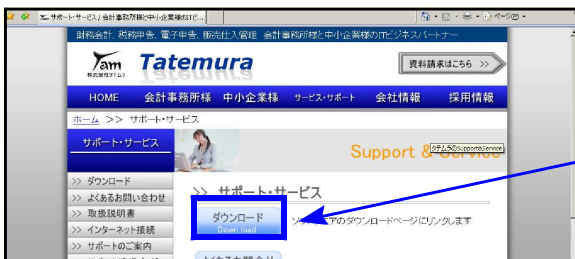 サポート・サービス | 会計事務所様と中小企業様のITビ...
ページ(P)
財務会計、税務申告、電子申告、販売仕入管理 会計事務所様と中小企業様のITビジネスパートナー
Tam
株式会社タテムラ
Tatemura
資料請求はこちら >>
HOME 会計事務所様 中小企業様 サービス・サポート 会社情報 採用情報
ホーム >> サポート・サービス
サポート・サービス
Support & Service
タテムラのSupport&Service
>> ダウンロード
>> よくあるお問い合わせ
>> 取扱説明書
>> インターネット接続
>> サポートのご案内
>> サポート・サービス
ダウンロード
Down load
のダウンロードページにリンクします